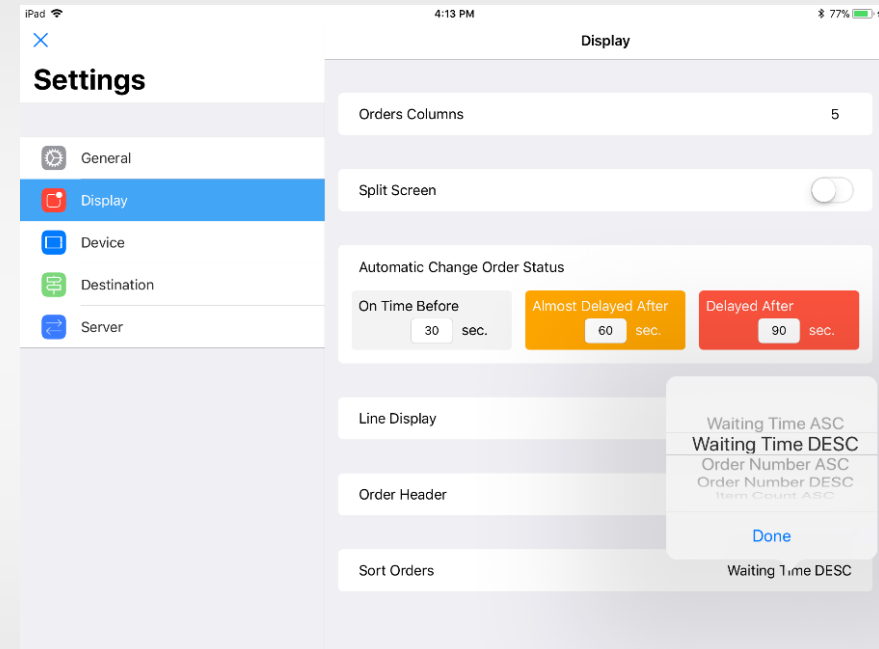 iPad 4:13 PM 77%
Display
Settings
General
Display
Device
Destination
Server
Orders Columns 5
Split Screen
Automatic Change Order Status
On Time Before
30 sec.
Almost Delayed After
60 sec.
Delayed After
90 sec.
Line Display
Order Header
Sort Orders Waiting Time DESC
Waiting Time ASC
Waiting Time DESC
Order Number ASC
Order Number DESC
Item Count ASC
Done